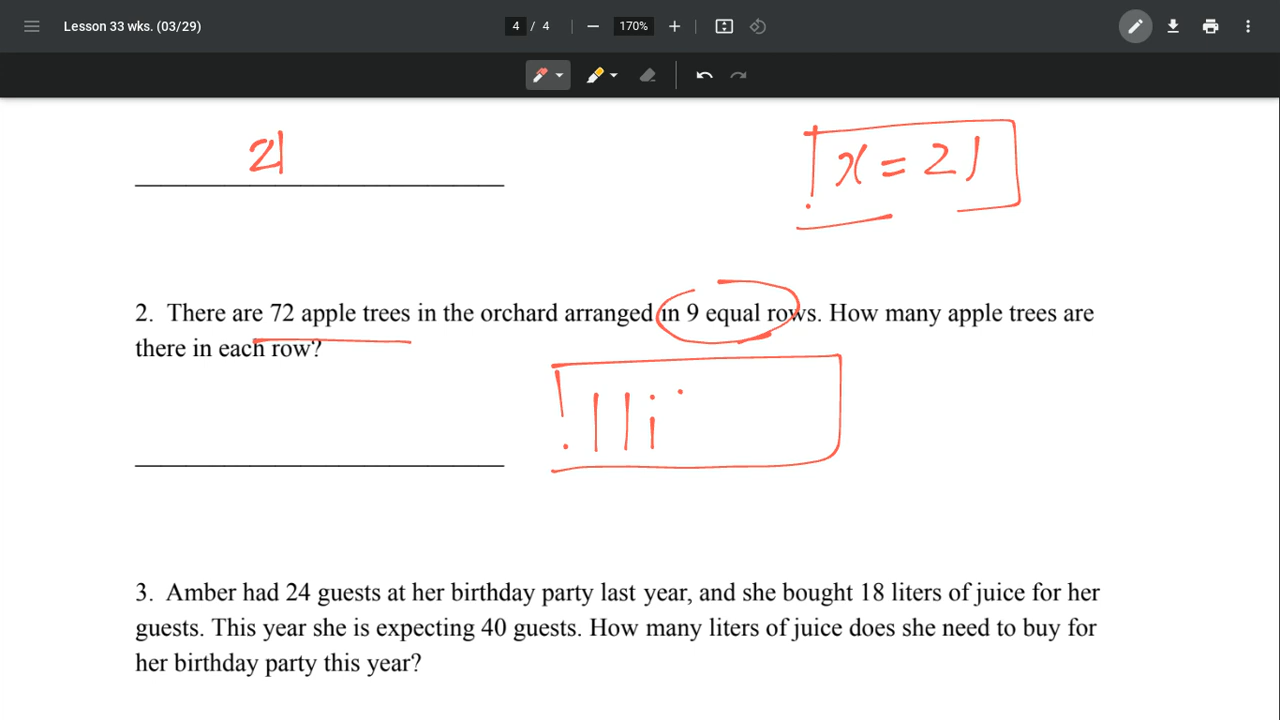 Lesson 33 wks. (03/29)
4 / 4
170%
21
x = 21
2. There are 72 apple trees in the orchard arranged in 9 equal rows. How many apple trees are
there in each row?
3. Amber had 24 guests at her birthday party last year, and she bought 18 liters of juice for her
guests. This year she is expecting 40 guests. How many liters of juice does she need to buy for
her birthday party this year?